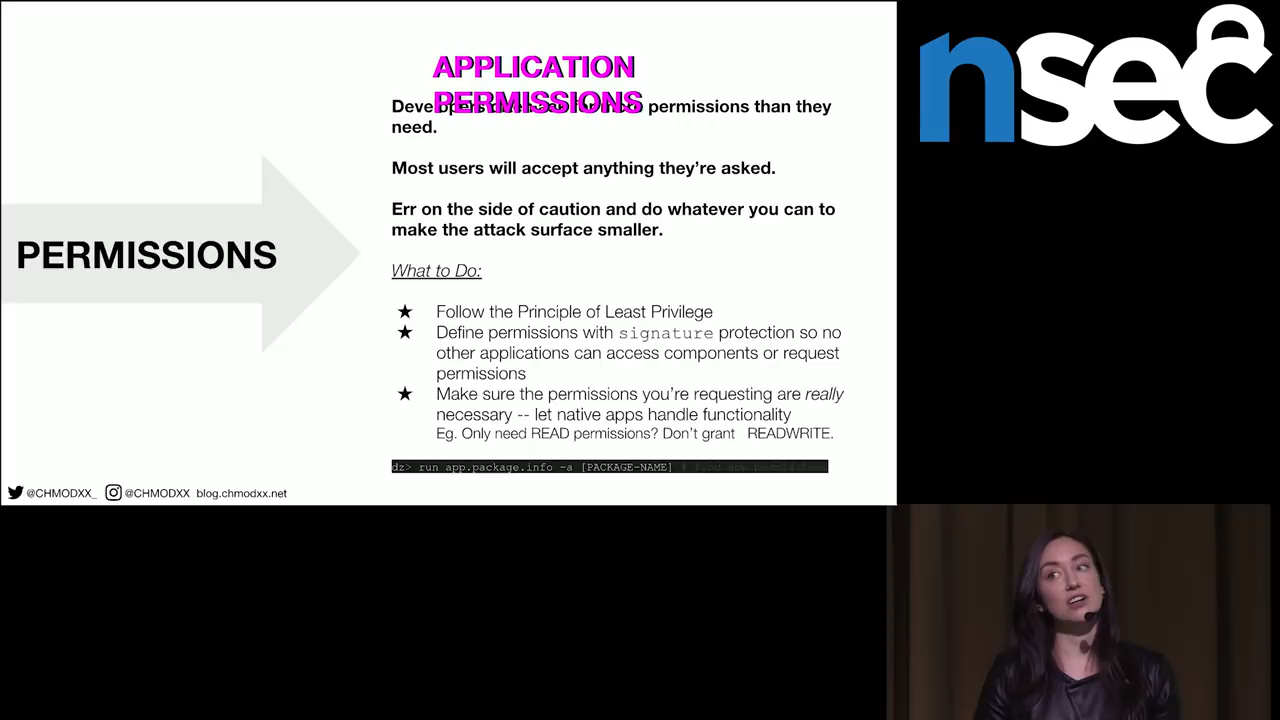 nsec
APPLICATION
PERMISSIONS
permissions than they
need.
Most users will accept anything they're asked.
Err on the side of caution and do whatever you can to
make the attack surface smaller.
PERMISSIONS
What to Do:
★ Follow the Principle of Least Privilege
★ Define permissions with signature protection so no
other applications can access components or request
permissions
★ Make sure the permissions you're requesting are really
necessary -- let native apps handle functionality
Eg. Only need READ permissions? Don't grant READWRITE.
dz> run app.package.info -a [PACKAGE-NAME]
@CHMODXX_ @CHMODXX blog.chmodxx.net